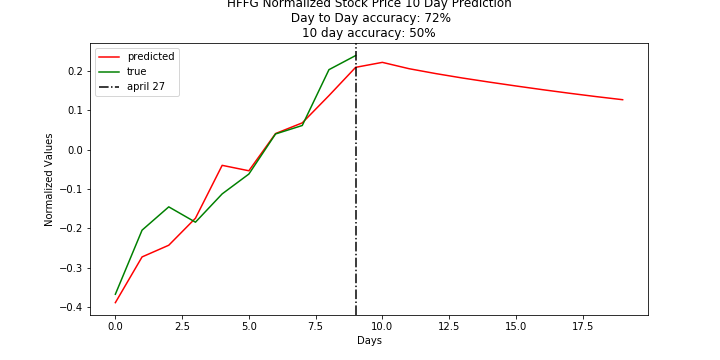 HFFG Normalized Stock Price 10 Day Prediction
Day to Day accuracy: 72%
10 day accuracy: 50%
predicted
true
april 27
Normalized Values
0.2
0.1
0.0
−0.1
−0.2
−0.3
−0.4
0.0 2.5 5.0 7.5 10.0 12.5 15.0 17.5
Days